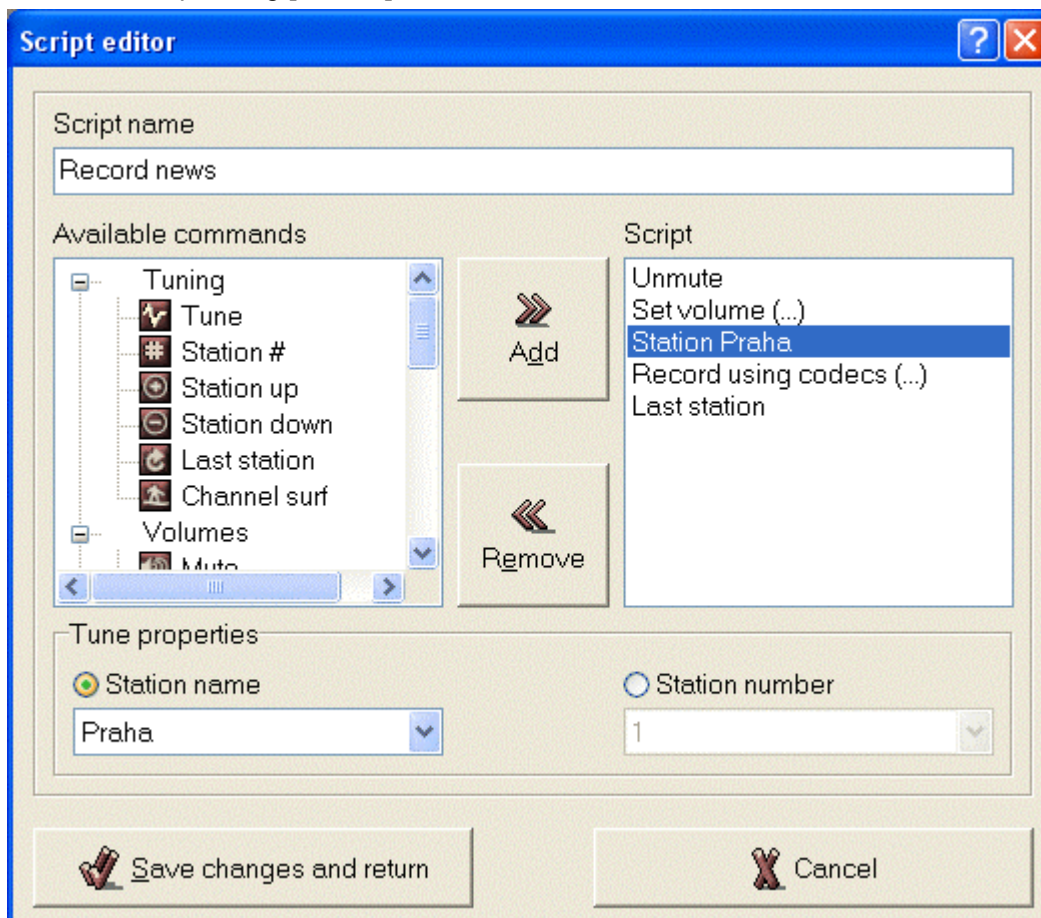 Script editor
Script name
Record news
Available commands
Script
Tuning
Tune
Station #
Station up
Station down
Last station
Channel surf
Volumes
Mute
Add
Remove
Unmute
Set volume (...)
Station Praha
Record using codecs (...)
Last station
Tune properties
Station name
Station number
Praha
1
Save changes and return
Cancel